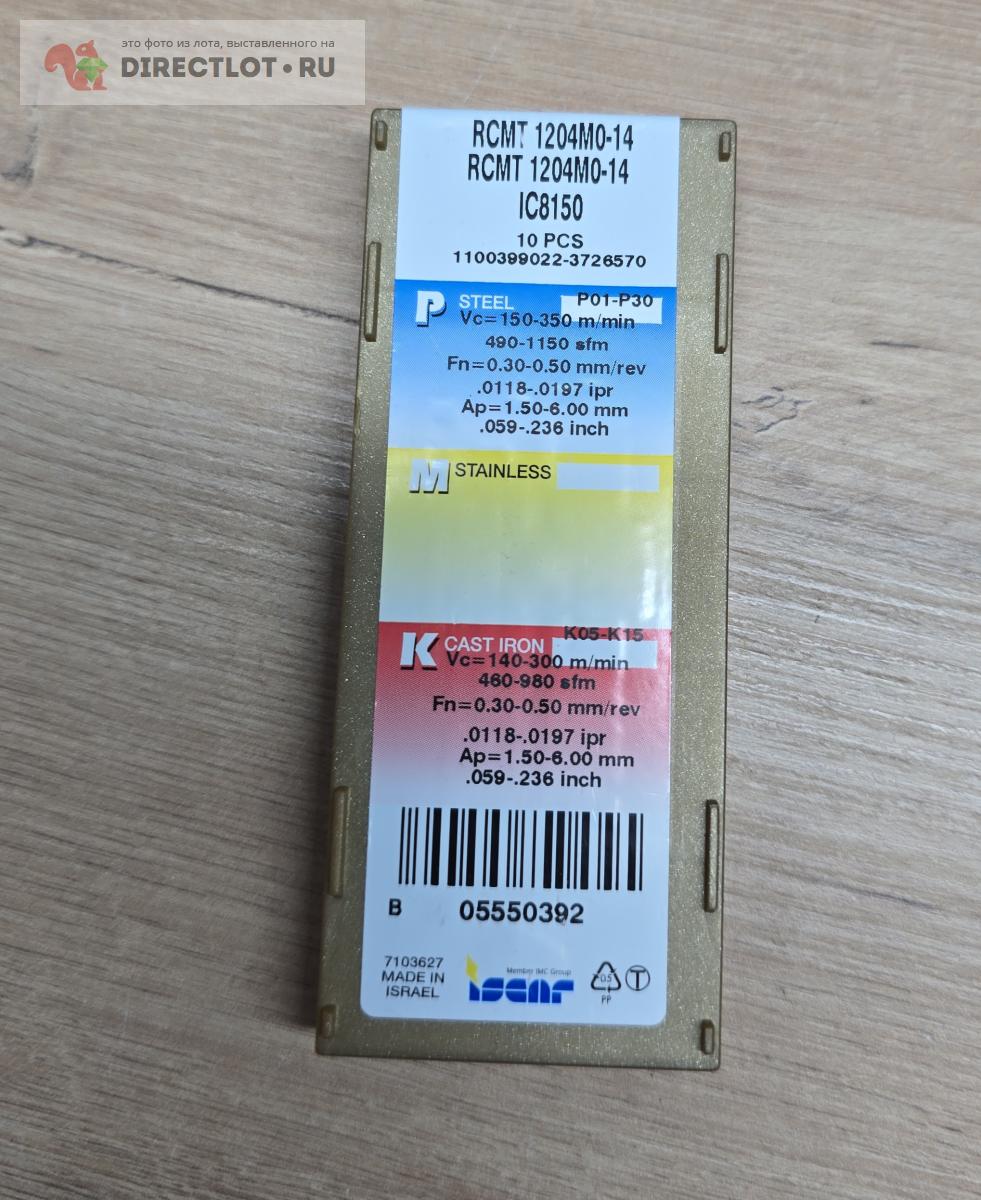 это фото из лота, выставленного на
DIRECTLOT•RU
RCMT 1204M0-14
RCMT 1204M0-14
IC8150
10 PCS
1100399022-3726570
P STEEL P01-P30
Vc=150-350 m/min
490-1150 sfm
Fn=0.30-0.50 mm/rev
.0118-.0197 ipr
Ap=1.50-6.00 mm
.059-.236 inch
M STAINLESS
K CAST IRON K05-K15
Vc=140-300 m/min
460-980 sfm
Fn=0.30-0.50 mm/rev
.0118-.0197 ipr
Ap=1.50-6.00 mm
.059-.236 inch
B 05550392
7103627
MADE IN
ISRAEL
Member IMC Group
iscar
05
PP
T